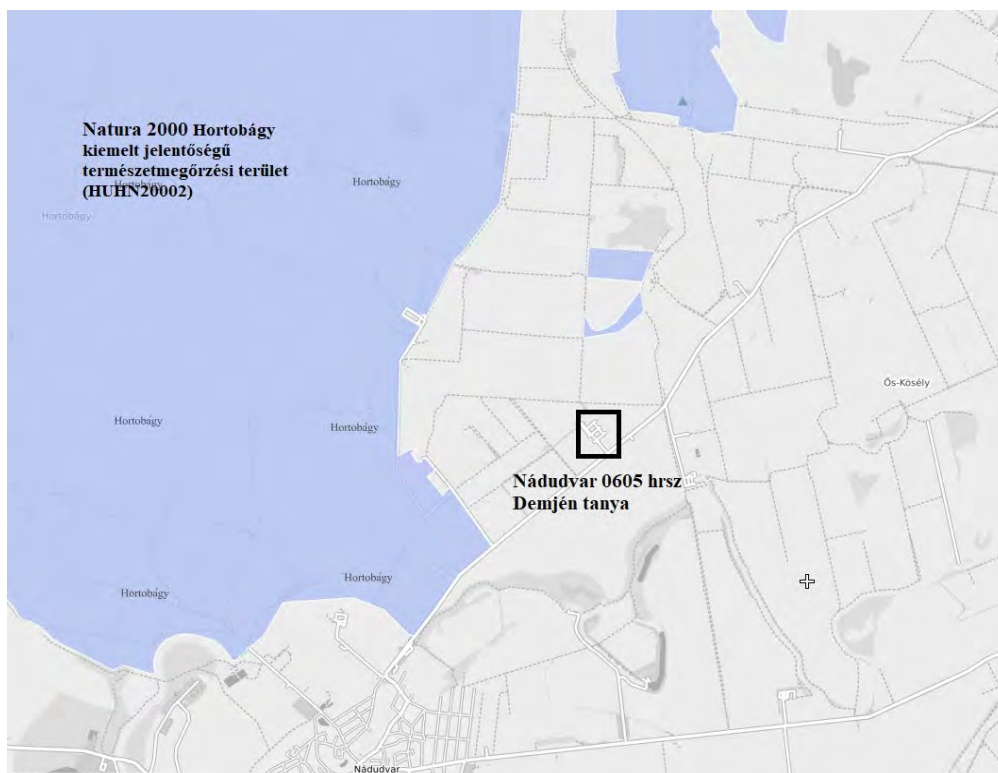 Natura 2000 Hortobágy
kiemelt jelentőségű
természetmegőrzési terület
(HUHN20002)
Hortobágy
Hortobágy
Hortobágy
Ős-Kösély
Hortobágy
Hortobágy
Nádudvar 0605 hrsz
Demjén tanya
Hortobágy
Hortobágy
Nádudvar